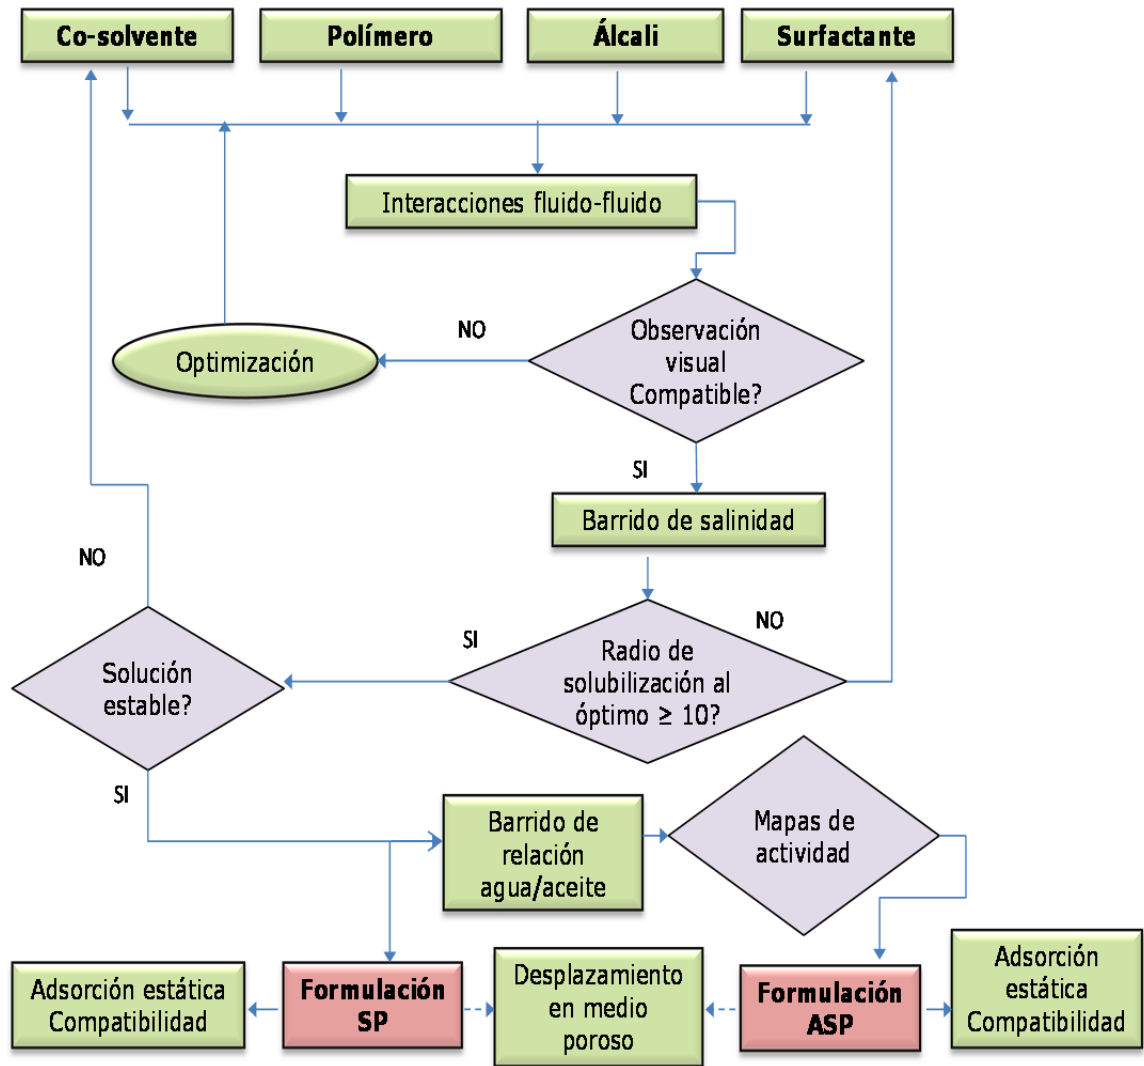 Co-solvente
Polímero
Álcali
Surfactante
Interacciones fluido-fluido
Observación
visual
Compatible?
NO
Optimización
SI
Barrido de salinidad
NO
Radio de
solubilización al
óptimo ≥ 10?
SI
NO
Solución
estable?
SI
Barrido de
relación
agua/aceite
Mapas de
actividad
Adsorción estática
Compatibilidad
Formulación
SP
Desplazamiento
en medio
poroso
Formulación
ASP
Adsorción
estática
Compatibilidad